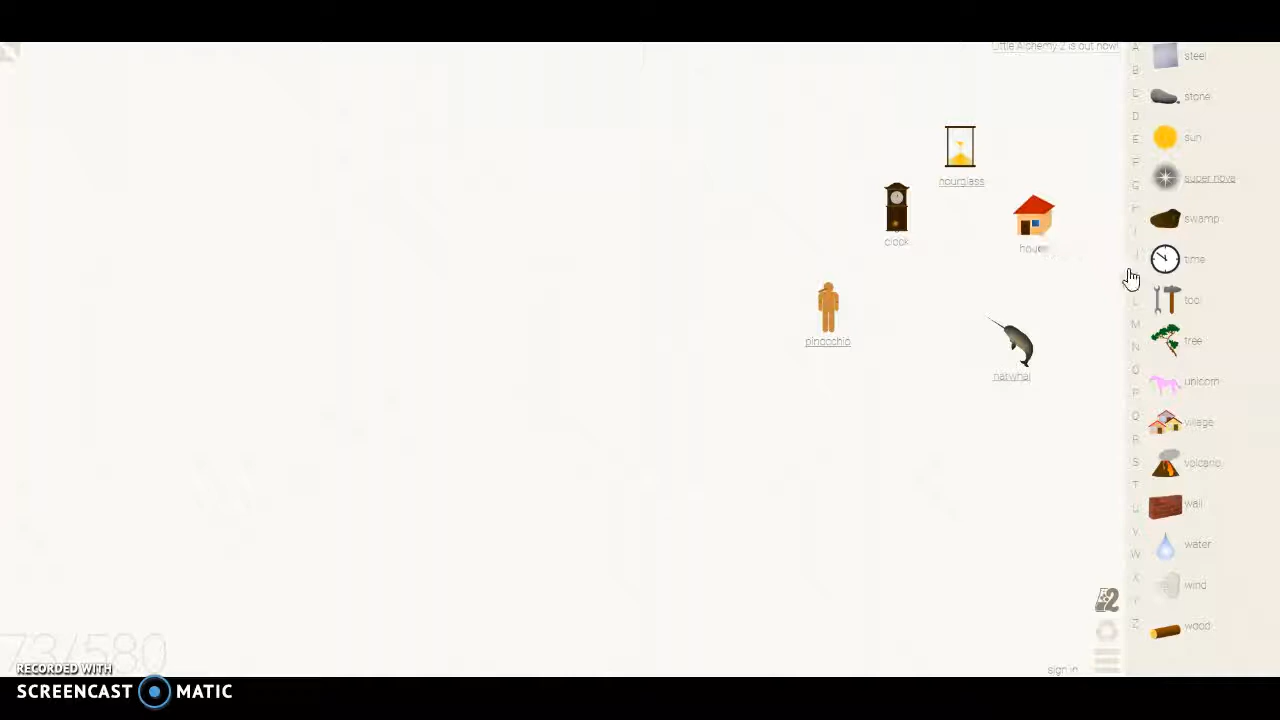 Little Alchemy 2 is out now!
hourglass
clock
pinocchio
narwhal
A
B
C
D
E
F
G
H
I
J
L
M
N
O
P
Q
R
S
T
U
V
W
X
Y
Z
steel
stone
sun
super nova
swamp
time
tool
tree
unicorn
village
volcano
wall
water
wind
wood
2
sign in
73/580
RECORDED WITH
SCREENCAST MATIC